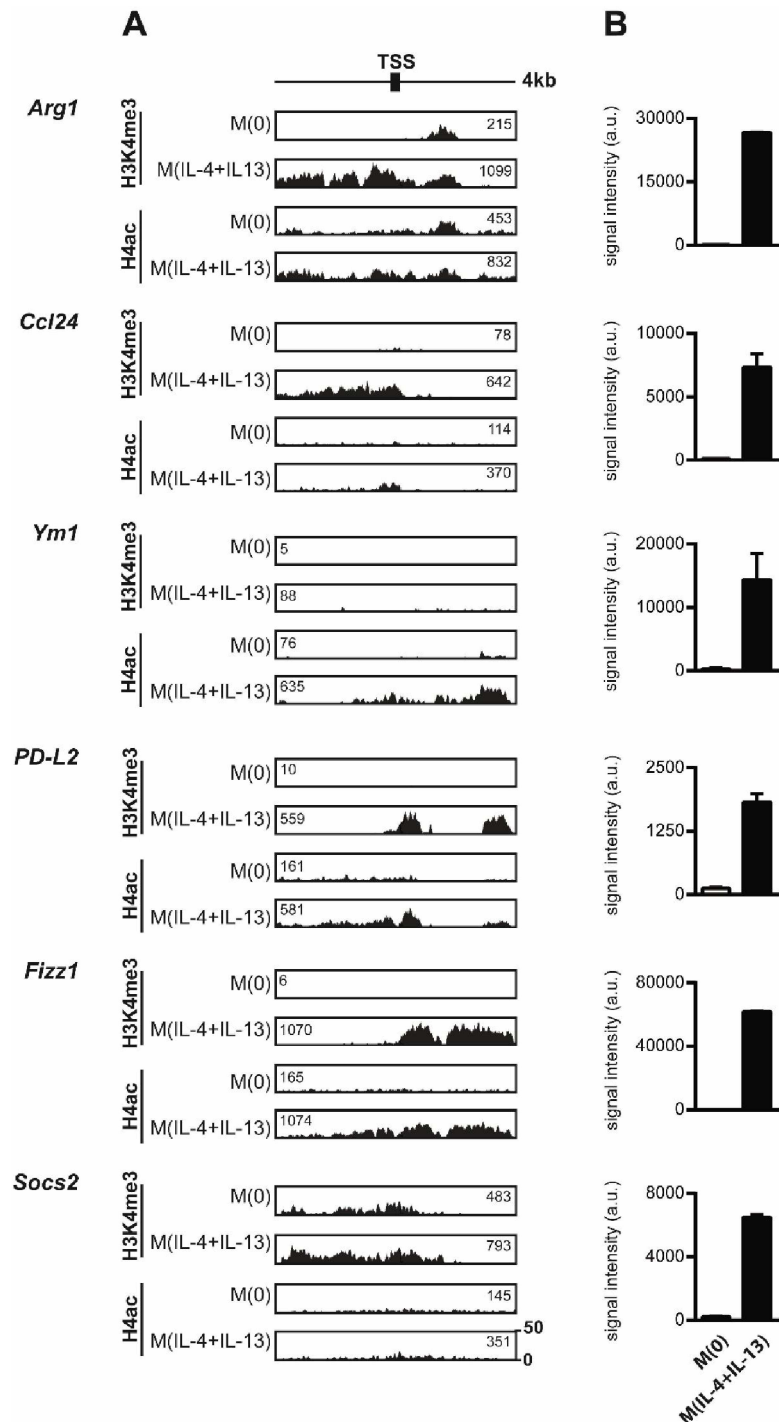 A
B
TSS
4kb
Arg1
H3K4me3
M(0)
215
M(IL-4+IL13)
1099
H4ac
M(0)
453
M(IL-4+IL-13)
832
signal intensity (a.u.)
30000
15000
0
Ccl24
H3K4me3
M(0)
78
M(IL-4+IL-13)
642
H4ac
M(0)
114
M(IL-4+IL-13)
370
signal intensity (a.u.)
10000
5000
0
Ym1
H3K4me3
M(0)
5
M(IL-4+IL-13)
88
H4ac
M(0)
76
M(IL-4+IL-13)
635
signal intensity (a.u.)
20000
10000
0
PD-L2
H3K4me3
M(0)
10
M(IL-4+IL-13)
559
H4ac
M(0)
161
M(IL-4+IL-13)
581
signal intensity (a.u.)
2500
1250
0
Fizz1
H3K4me3
M(0)
6
M(IL-4+IL-13)
1070
H4ac
M(0)
165
M(IL-4+IL-13)
1074
signal intensity (a.u.)
80000
40000
0
Socs2
H3K4me3
M(0)
483
M(IL-4+IL-13)
793
H4ac
M(0)
145
M(IL-4+IL-13)
351
50
0
signal intensity (a.u.)
8000
4000
0
M(0)
M(IL-4+IL-13)